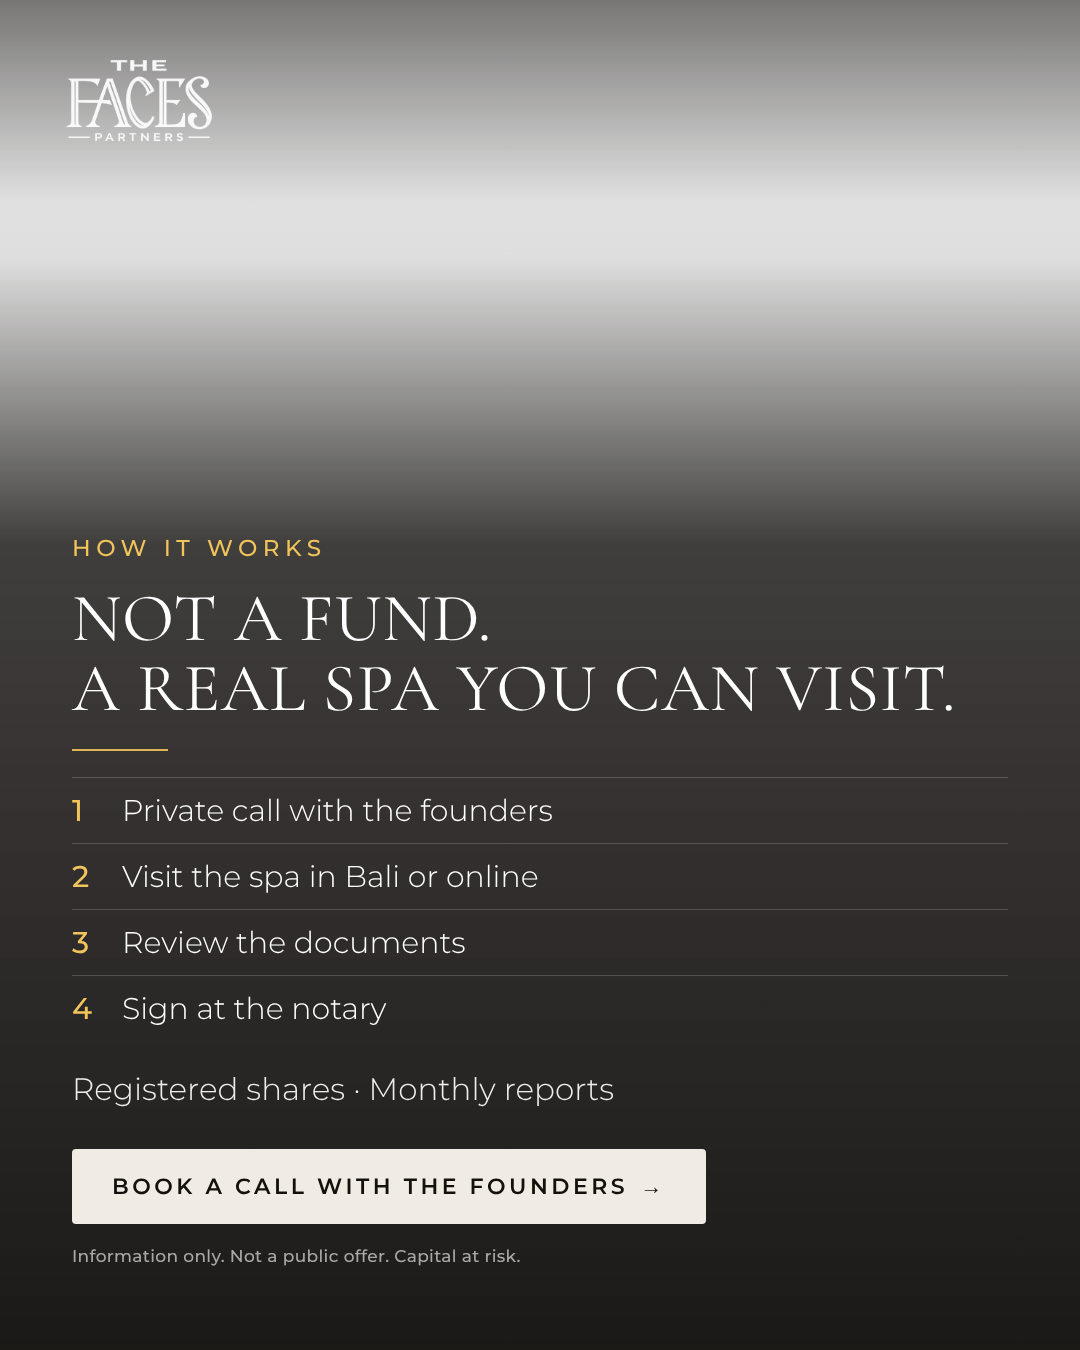 THE
FACES
PARTNERS
HOW IT WORKS
NOT A FUND.
A REAL SPA YOU CAN VISIT.
1 Private call with the founders
2 Visit the spa in Bali or online
3 Review the documents
4 Sign at the notary
Registered shares · Monthly reports
BOOK A CALL WITH THE FOUNDERS →
Information only. Not a public offer. Capital at risk.